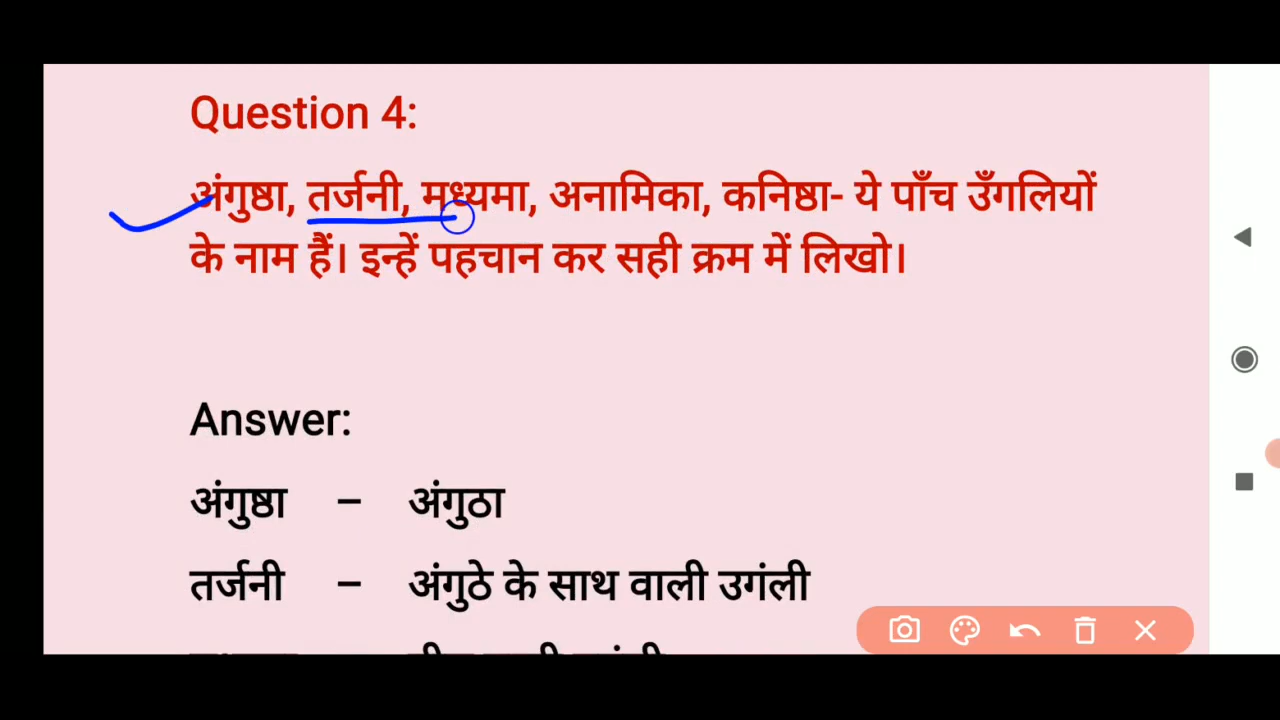 Question 4:
अंगुष्ठा, तर्जनी, मध्यमा, अनामिका, कनिष्ठा- ये पाँच उँगलियों
के नाम हैं। इन्हें पहचान कर सही क्रम में लिखो।
Answer:
अंगुष्ठा – अंगुठा
तर्जनी – अंगुठे के साथ वाली उगंली